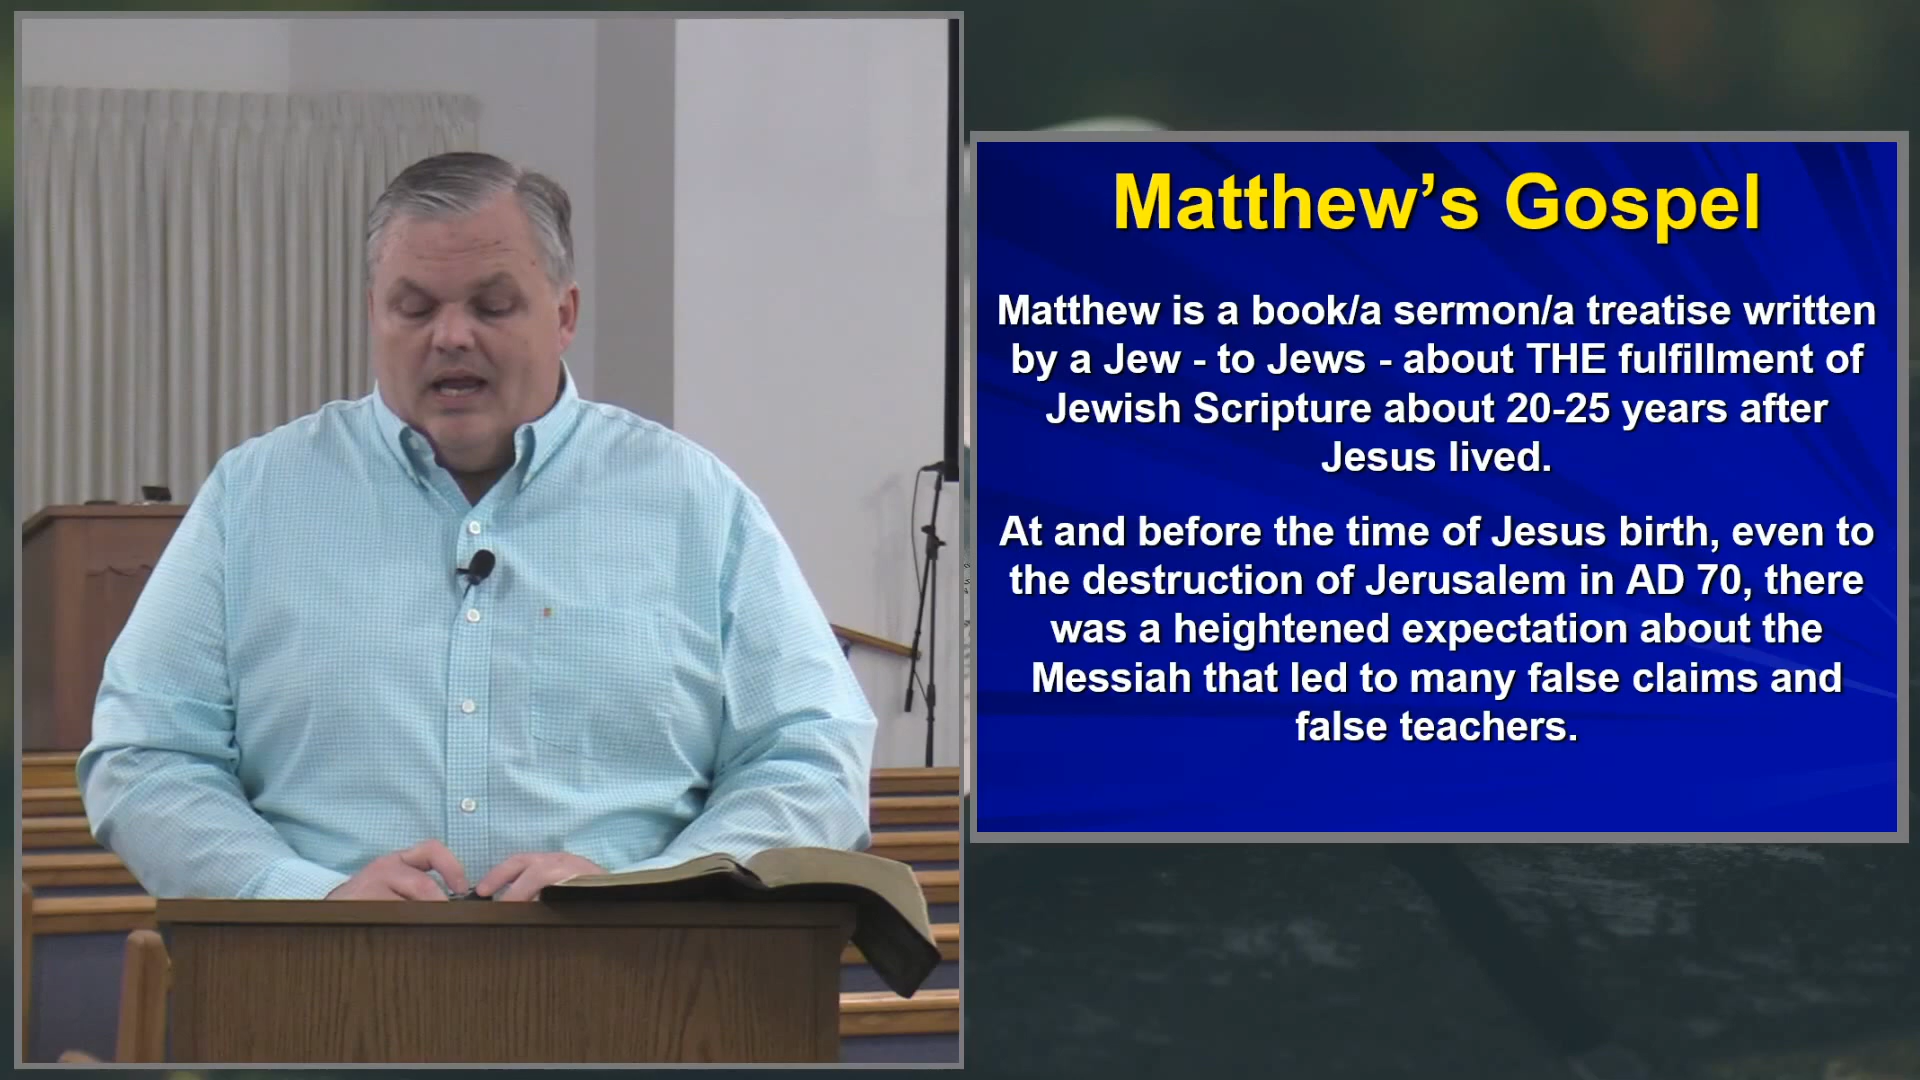 Matthew’s Gospel
Matthew is a book/a sermon/a treatise written
by a Jew - to Jews - about THE fulfillment of
Jewish Scripture about 20-25 years after
Jesus lived.
At and before the time of Jesus birth, even to
the destruction of Jerusalem in AD 70, there
was a heightened expectation about the
Messiah that led to many false claims and
false teachers.